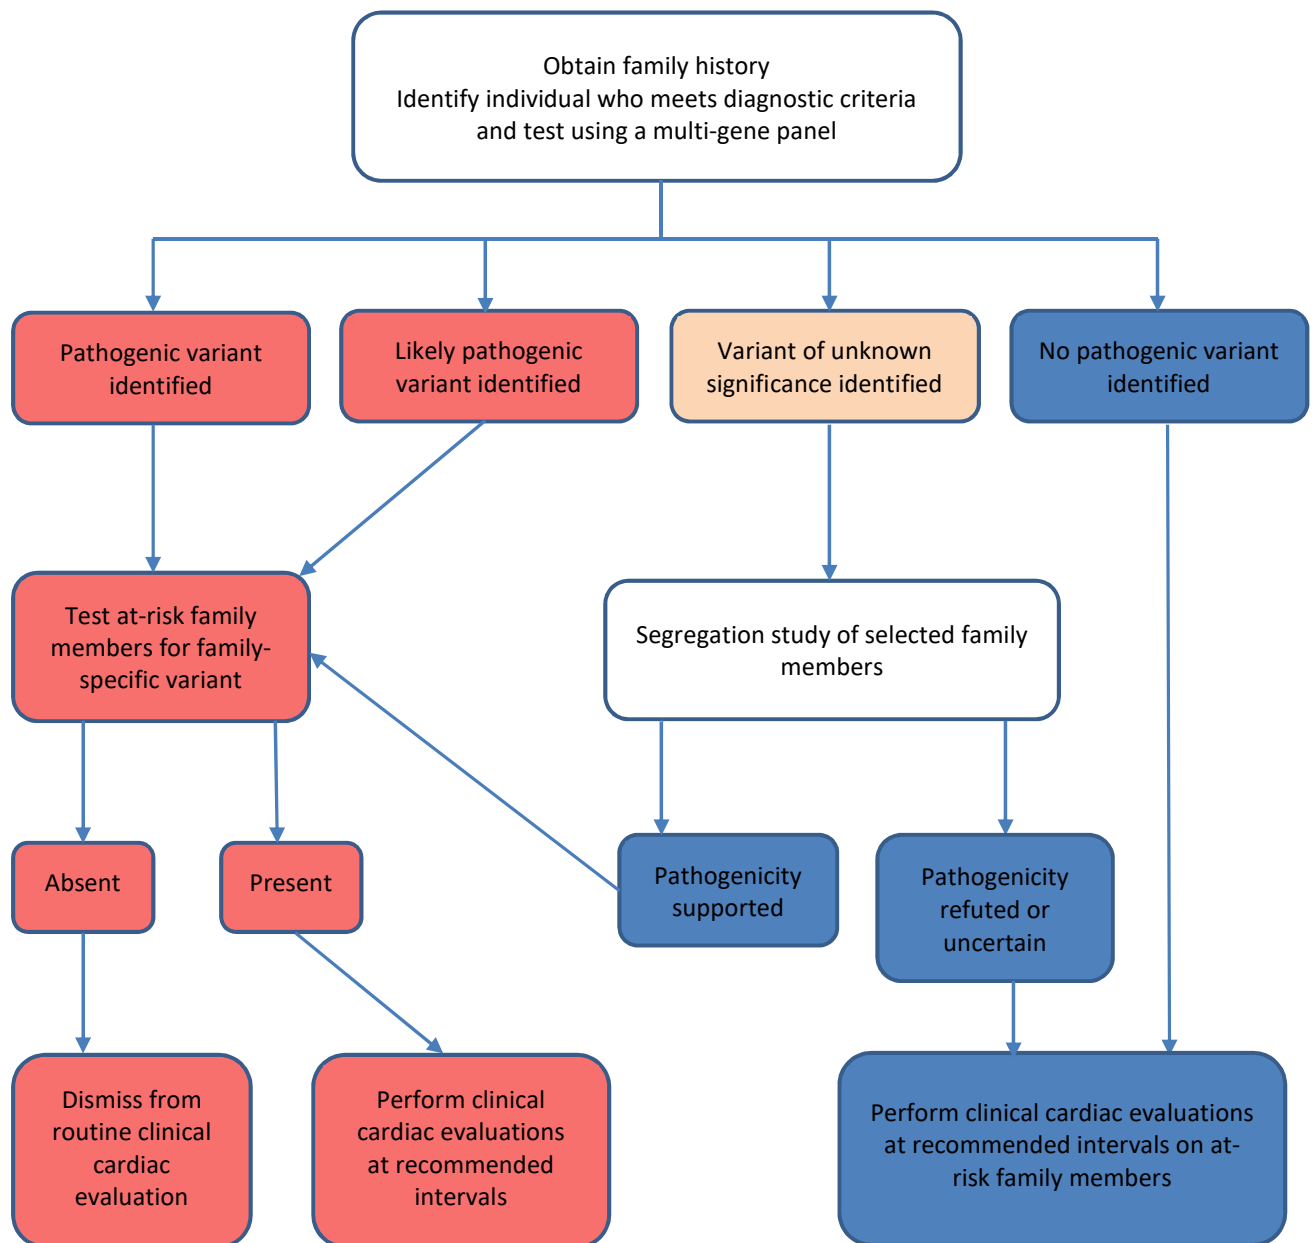 Obtain family history
Identify individual who meets diagnostic criteria
and test using a multi-gene panel
Pathogenic variant
identified
Likely pathogenic
variant identified
Variant of unknown
significance identified
No pathogenic variant
identified
Test at-risk family
members for family-
specific variant
Segregation study of selected family
members
Absent
Present
Pathogenicity
supported
Pathogenicity
refuted or
uncertain
Dismiss from
routine clinical
cardiac
evaluation
Perform clinical
cardiac evaluations
at recommended
intervals
Perform clinical cardiac evaluations
at recommended intervals on at-
risk family members